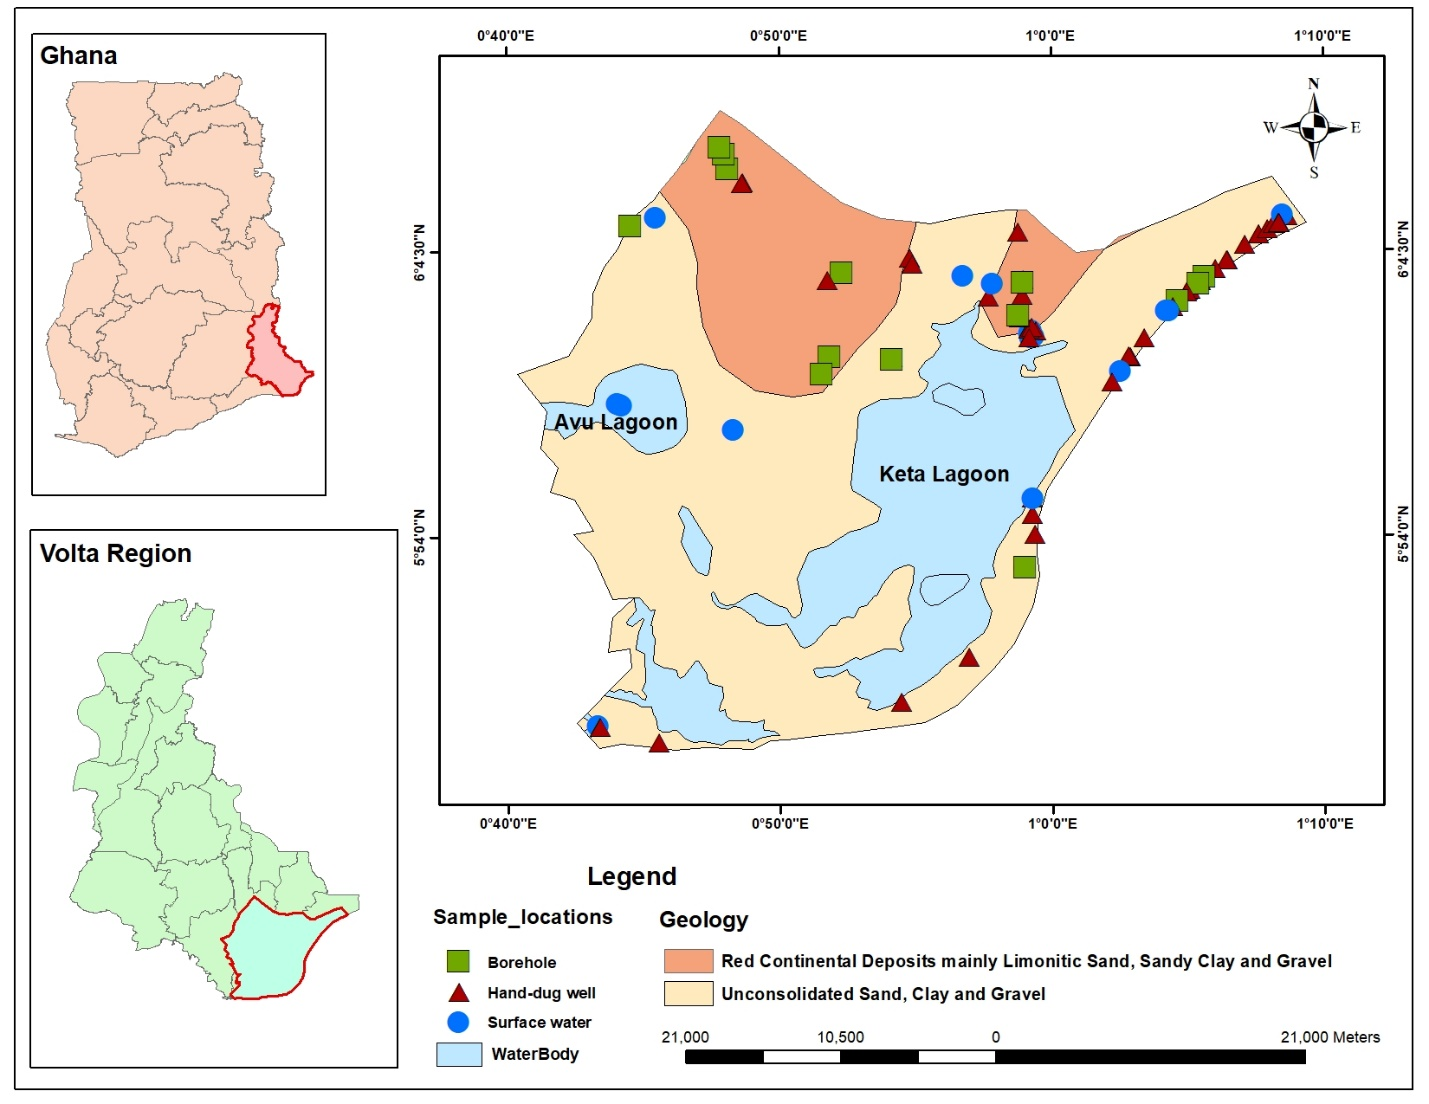 Ghana
Volta Region
0°40'0"E 0°50'0"E 1°0'0"E 1°10'0"E
N
W E
S
6°4'30"N 6°4'30"N
Avu Lagoon
Keta Lagoon
5°54'0"N 5°54'0"N
0°40'0"E 0°50'0"E 1°0'0"E 1°10'0"E
Legend
Sample_locations
Borehole
Hand-dug well
Surface water
WaterBody
Geology
Red Continental Deposits mainly Limonitic Sand, Sandy Clay and Gravel
Unconsolidated Sand, Clay and Gravel
21,000 10,500 0 21,000 Meters